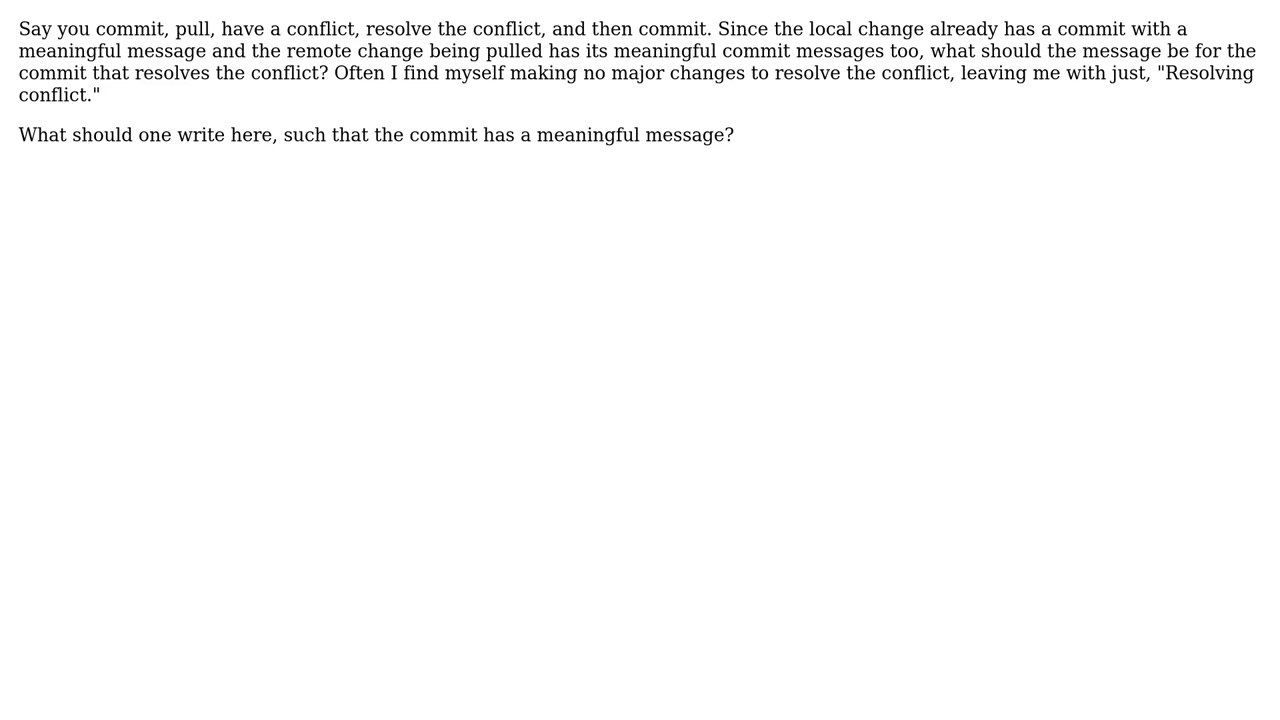 Say you commit, pull, have a conflict, resolve the conflict, and then commit. Since the local change already has a commit with a
meaningful message and the remote change being pulled has its meaningful commit messages too, what should the message be for the
commit that resolves the conflict? Often I find myself making no major changes to resolve the conflict, leaving me with just, "Resolving
conflict."
What should one write here, such that the commit has a meaningful message?